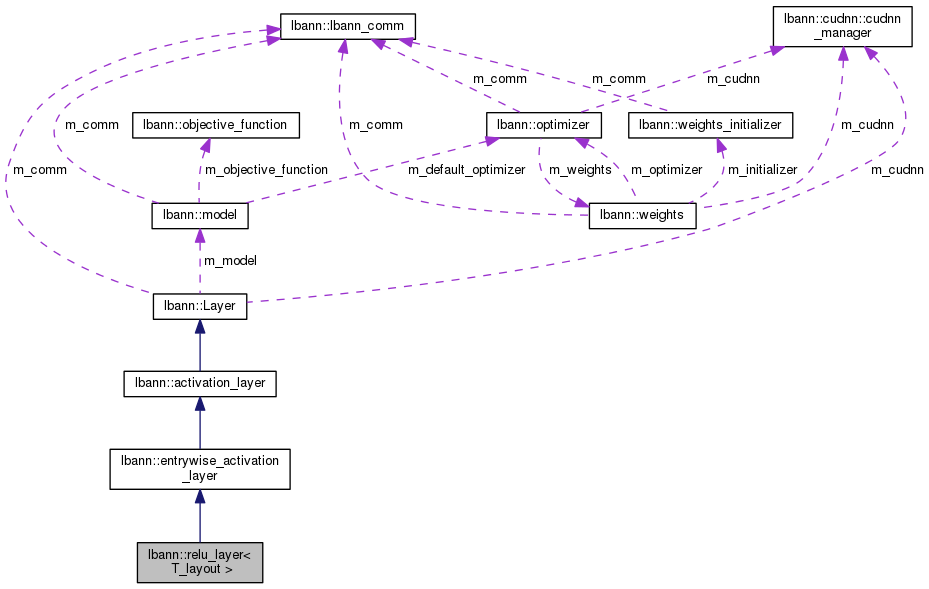 lbann::lbann_comm
lbann::cudnn::cudnn
_manager
m_comm
m_comm
m_cudnn
m_comm
lbann::objective_function
m_comm
lbann::optimizer
lbann::weights_initializer
m_cudnn
m_comm
m_objective_function
m_default_optimizer
m_weights
m_optimizer
m_initializer
m_cudnn
lbann::model
lbann::weights
m_model
lbann::Layer
lbann::activation_layer
lbann::entrywise_activation
_layer
lbann::relu_layer<
T_layout >